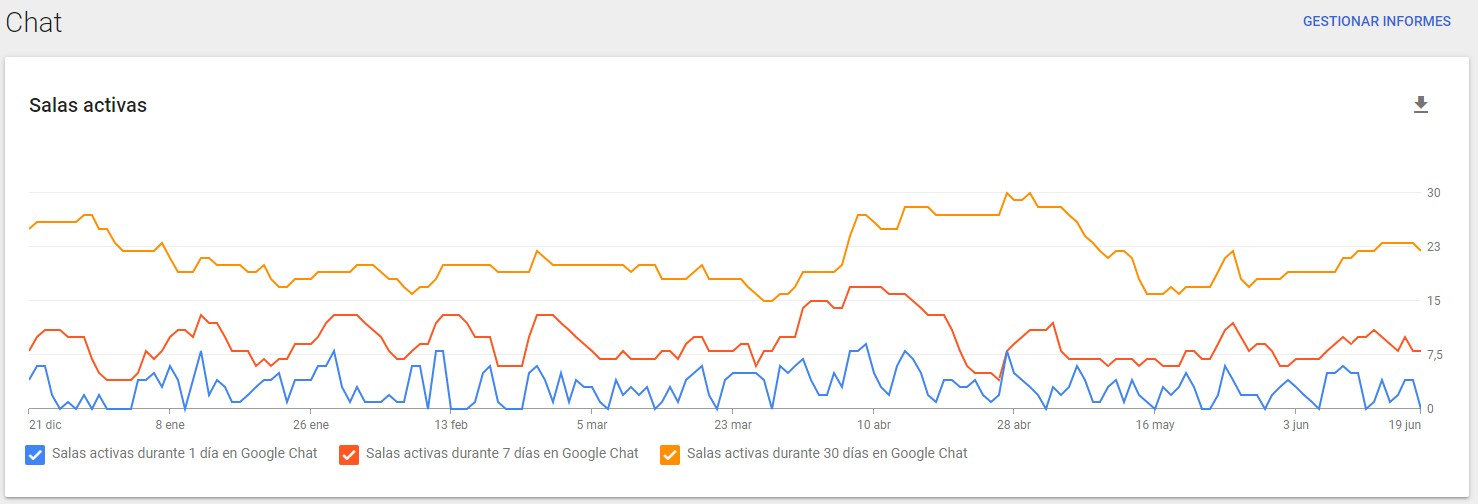 Chat
GESTIONAR INFORMES
Salas activas
30
23
15
7,5
0
21 dic 8 ene 26 ene 13 feb 5 mar 23 mar 10 abr 28 abr 16 may 3 jun 19 jun
Salas activas durante 1 día en Google Chat Salas activas durante 7 días en Google Chat Salas activas durante 30 días en Google Chat